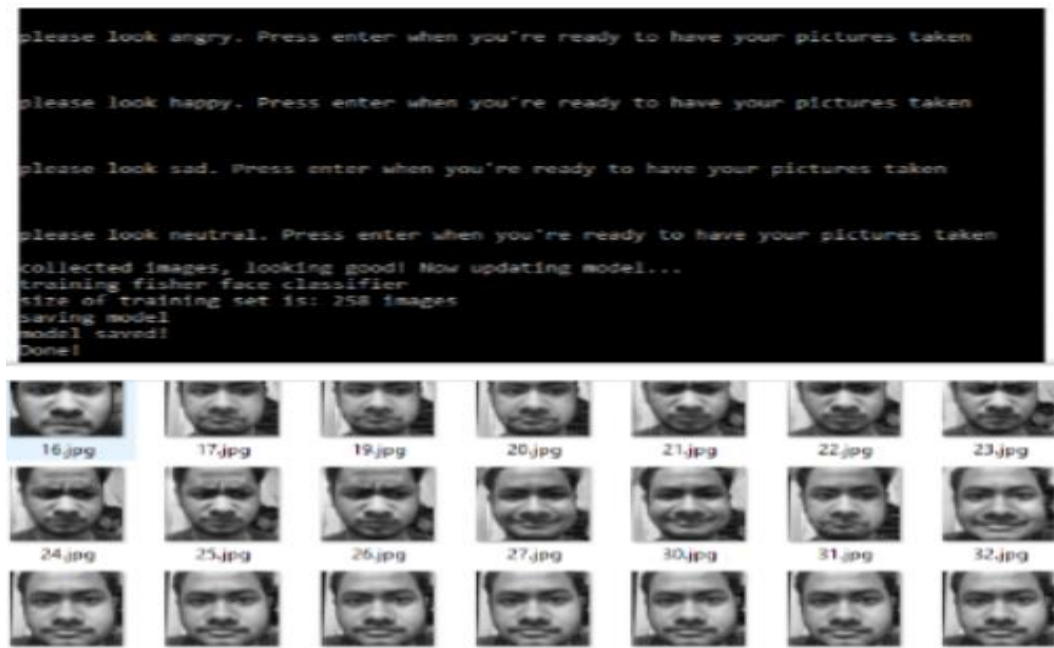 please look angry. Press enter when you're ready to have your pictures taken
please look happy. Press enter when you're ready to have your pictures taken
please look sad. Press enter when you're ready to have your pictures taken
please look neutral. Press enter when you're ready to have your pictures taken
collected images, looking good! Now updating model...
training fisher face classifier
size of training set is: 258 images
saving model
model saved!
Done!
16.jpg 17.jpg 19.jpg 20.jpg 21.jpg 22.jpg 23.jpg
24.jpg 25.jpg 26.jpg 27.jpg 30.jpg 31.jpg 32.jpg